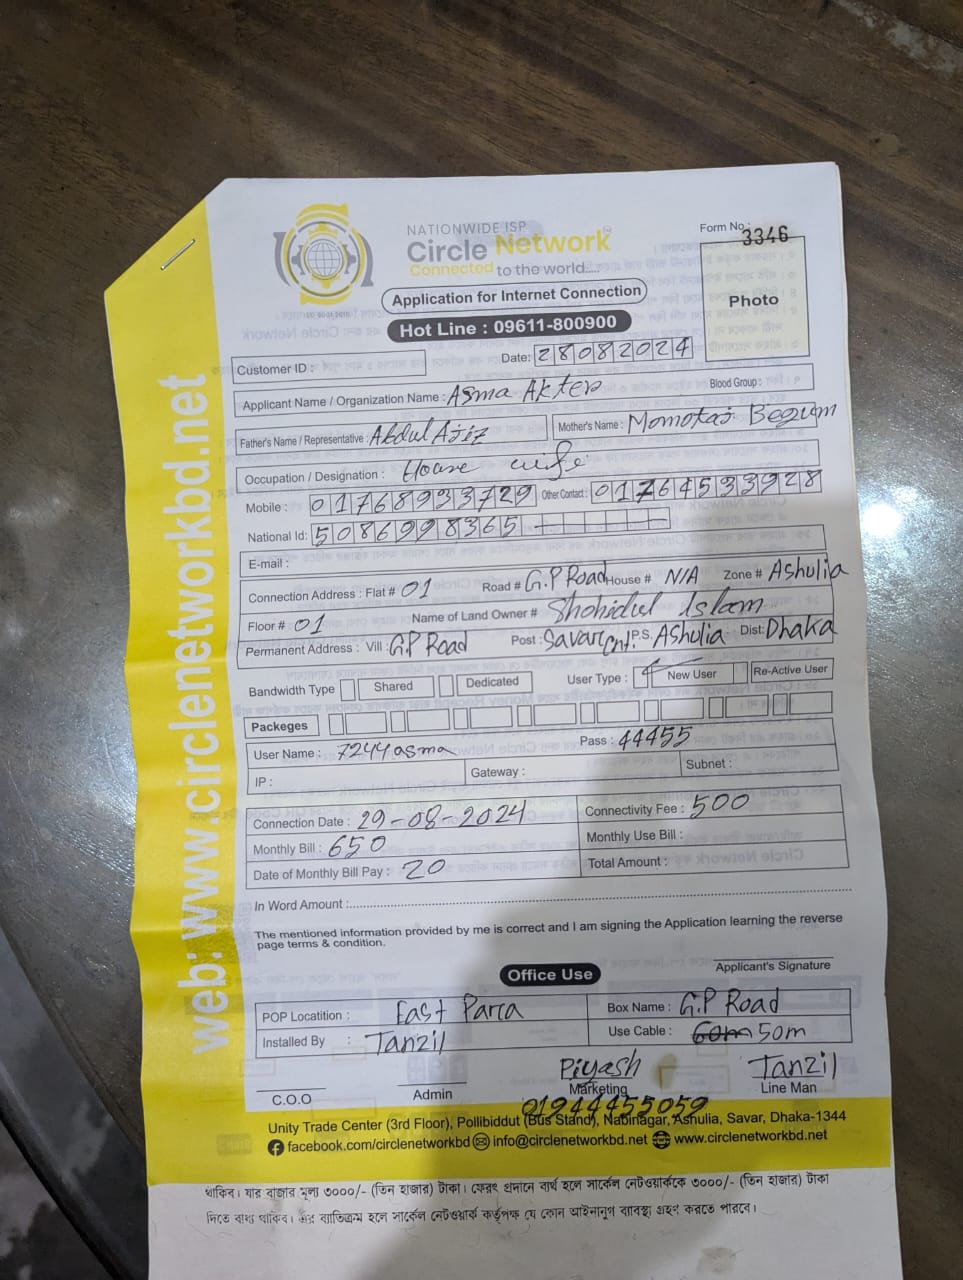 NATIONWIDE ISP
Circle Network
Connected to the world....
Form No. 3346
Application for Internet Connection
Photo
Hot Line : 09611-800900
Date: 28082024
Customer ID :
Applicant Name / Organization Name : Asma Akter Blood Group :
Father's Name / Representative : Abdul Ajiz Mother's Name : Momotaj Begum
Occupation / Designation : House wife
Mobile : 01768933729 Other Contact : 01764533928
National Id: 5086998365
E-mail :
Connection Address : Flat # 01 Road # G.P Road House # N/A Zone # Ashulia
Floor # 01 Name of Land Owner # Shohidul Islam
Permanent Address : Vill : G.P Road Post : Savar Cnt. P.S. Ashulia Dist: Dhaka
Bandwidth Type Shared Dedicated User Type : New User Re-Active User
Packeges
User Name : 7244asma Pass : 44455
IP : Gateway : Subnet :
Connection Date : 29-08-2024 Connectivity Fee : 500
Monthly Bill : 650 Monthly Use Bill :
Date of Monthly Bill Pay : 20 Total Amount :
In Word Amount :
The mentioned information provided by me is correct and I am signing the Application learning the reverse
page terms & condition.
Applicant's Signature
Office Use
POP Locatition : East Parra Box Name : G.P Road
Installed By : Tanzil Use Cable : 60m 50m
Piyash Tanzil
C.O.O Admin Marketing Line Man
01944455059
Unity Trade Center (3rd Floor), Pollibiddut (Bus Stand), Nabinagar, Ashulia, Savar, Dhaka-1344
facebook.com/circlenetworkbd info@circlenetworkbd.net www.circlenetworkbd.net
web: www.circlenetworkbd.net
থাকিব। যার বাজার মূল্য ৩০০০/- (তিন হাজার) টাকা। ফেরৎ প্রদানে ব্যর্থ হলে সার্কেল নেটওয়ার্ককে ৩০০০/- (তিন হাজার) টাকা
দিতে বাধ্য থাকিব। এর ব্যতিক্রম হলে সার্কেল নেটওয়ার্ক কর্তৃপক্ষ যে কোন আইনানুগ ব্যবস্থা গ্রহণ করতে পারবে।